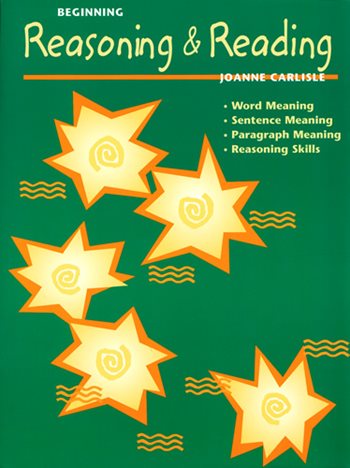 BEGINNING
Reasoning & Reading
JOANNE CARLISLE
• Word Meaning
• Sentence Meaning
• Paragraph Meaning
• Reasoning Skills